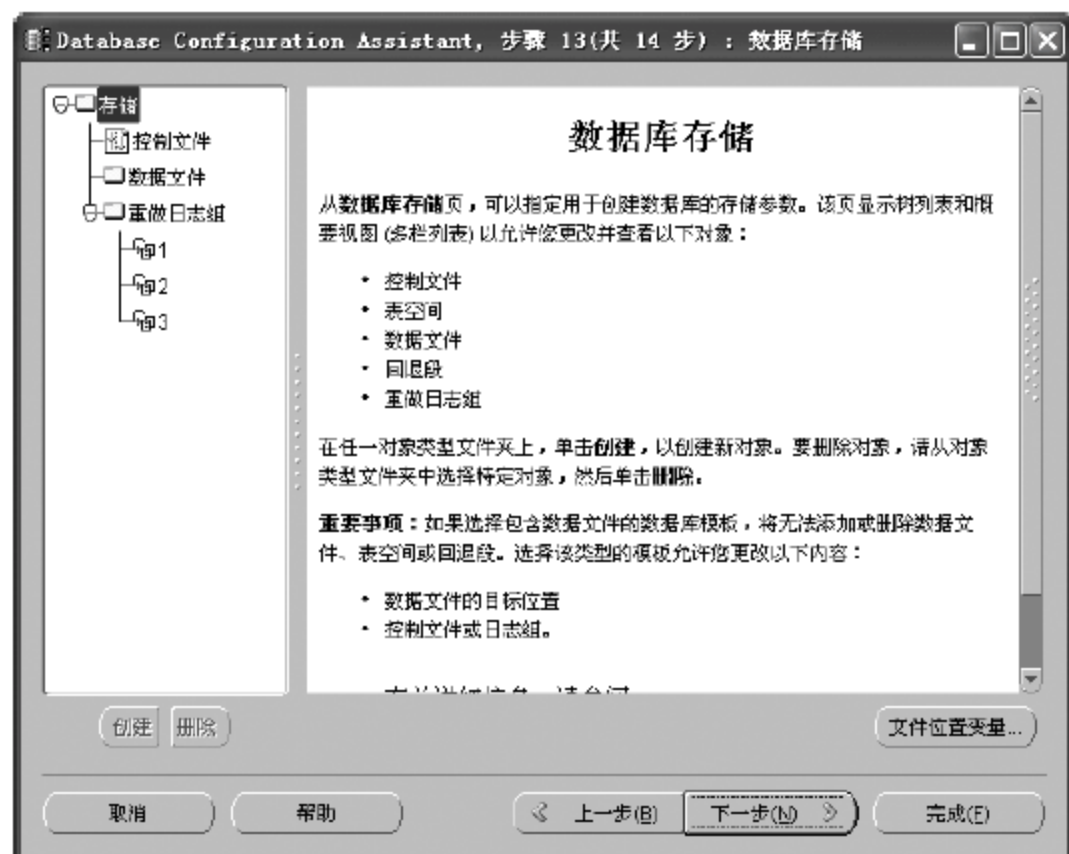 Database Configuration Assistant, 步骤 13(共 14 步) : 数据库存储
存储
控制文件
数据文件
重做日志组
1
2
3
数据库存储
从数据库存储页，可以指定用于创建数据库的存储参数。该页显示树列表和概
要视图 (多栏列表) 以允许您更改并查看以下对象：
• 控制文件
• 表空间
• 数据文件
• 回退段
• 重做日志组
在任一对象类型文件夹上，单击创建，以创建新对象。要删除对象，请从对象
类型文件夹中选择特定对象，然后单击删除。
重要事项：如果选择包含数据文件的数据库模板，将无法添加或删除数据文
件、表空间或回退段。选择该类型的模板允许您更改以下内容：
• 数据文件的目标位置
• 控制文件或日志组。
创建
删除
文件位置变量...
取消
帮助
上一步(B)
下一步(N)
完成(F)